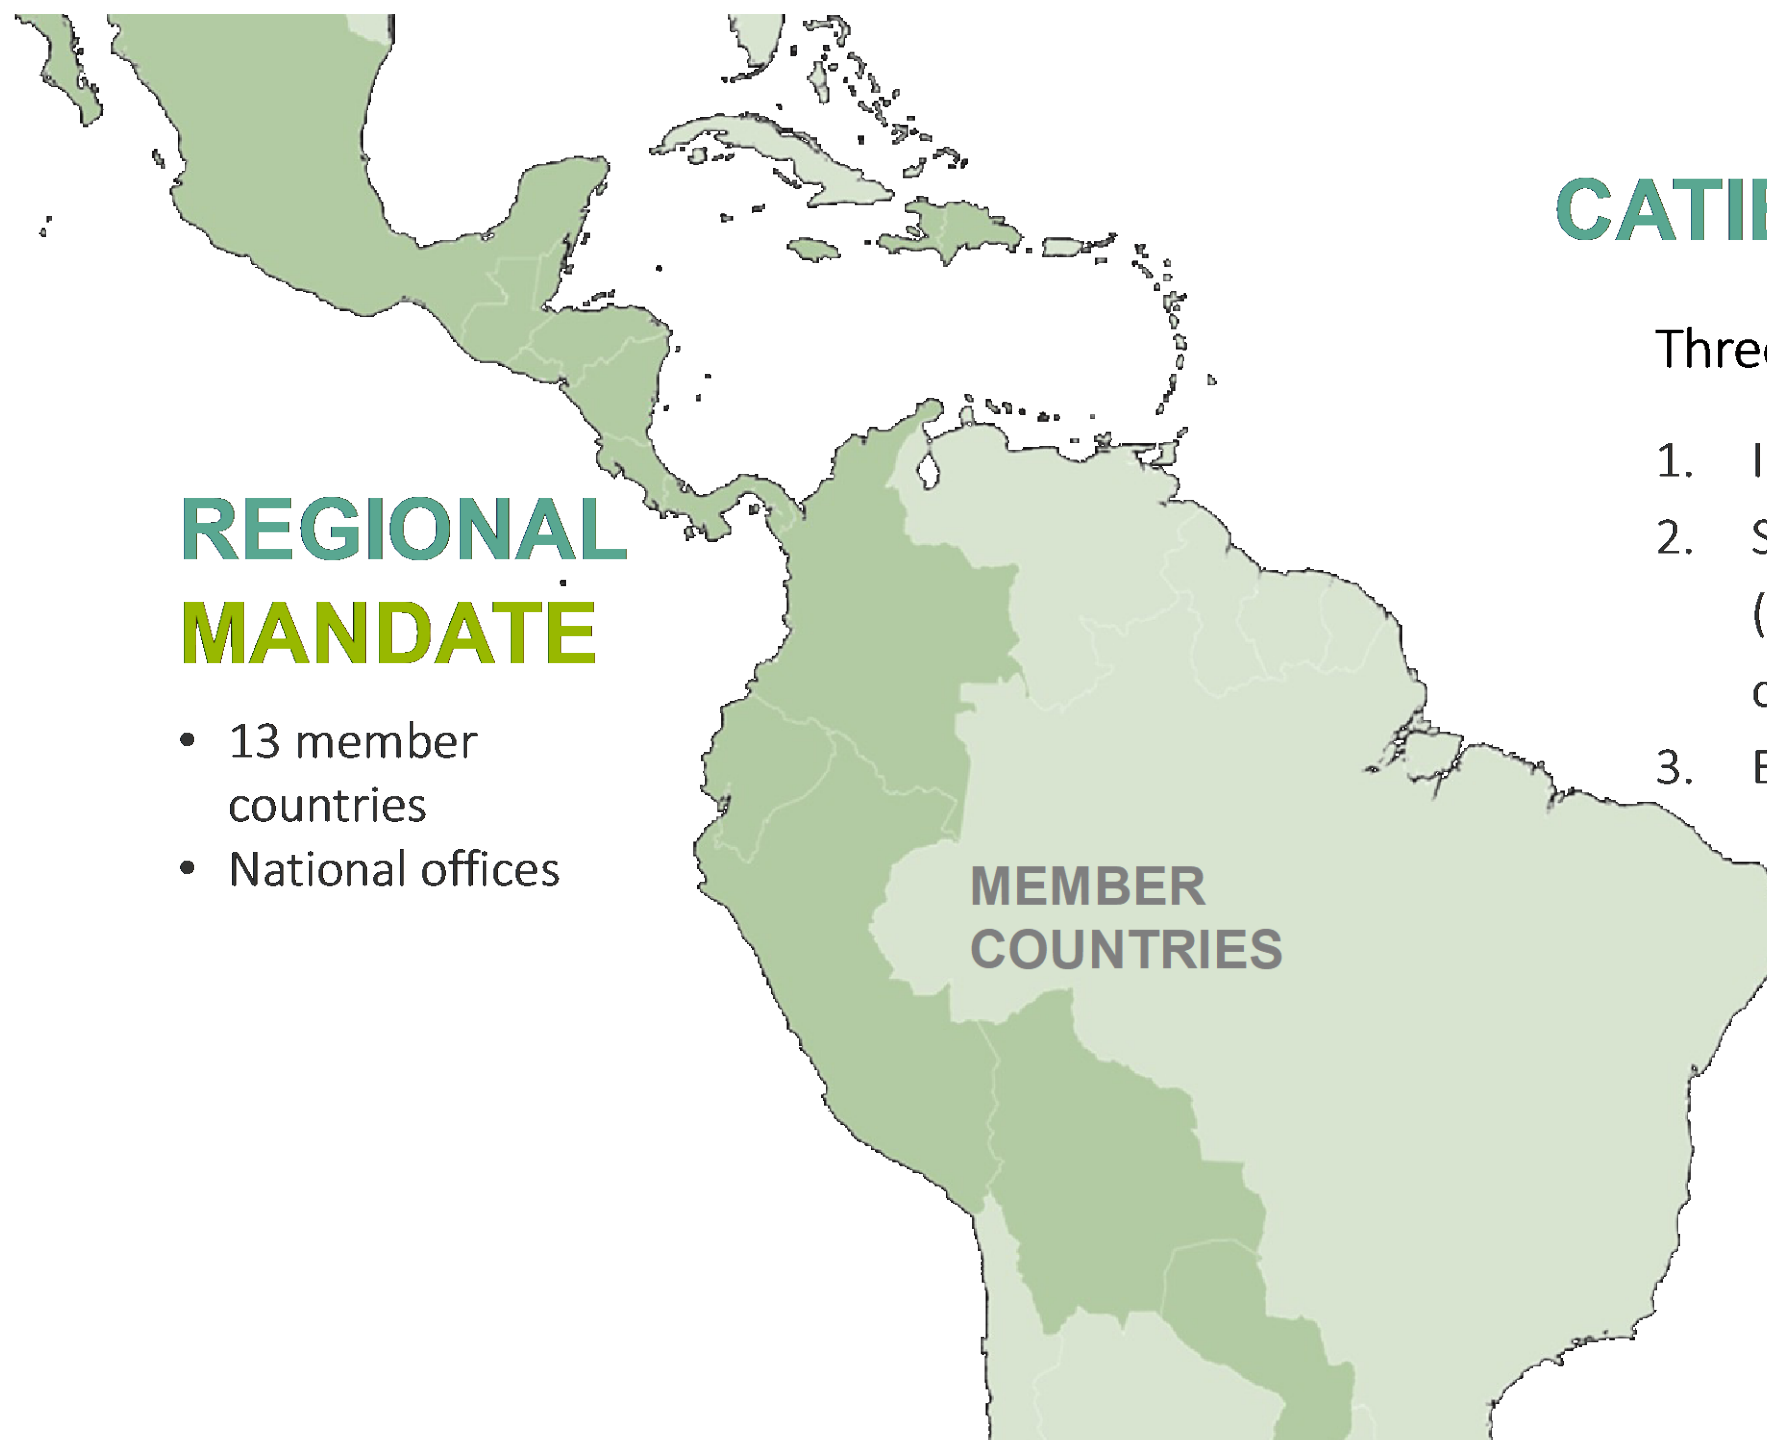 REGIONAL
MANDATE
• 13 member
countries
• National offices
MEMBER
COUNTRIES
1.
2.
3.